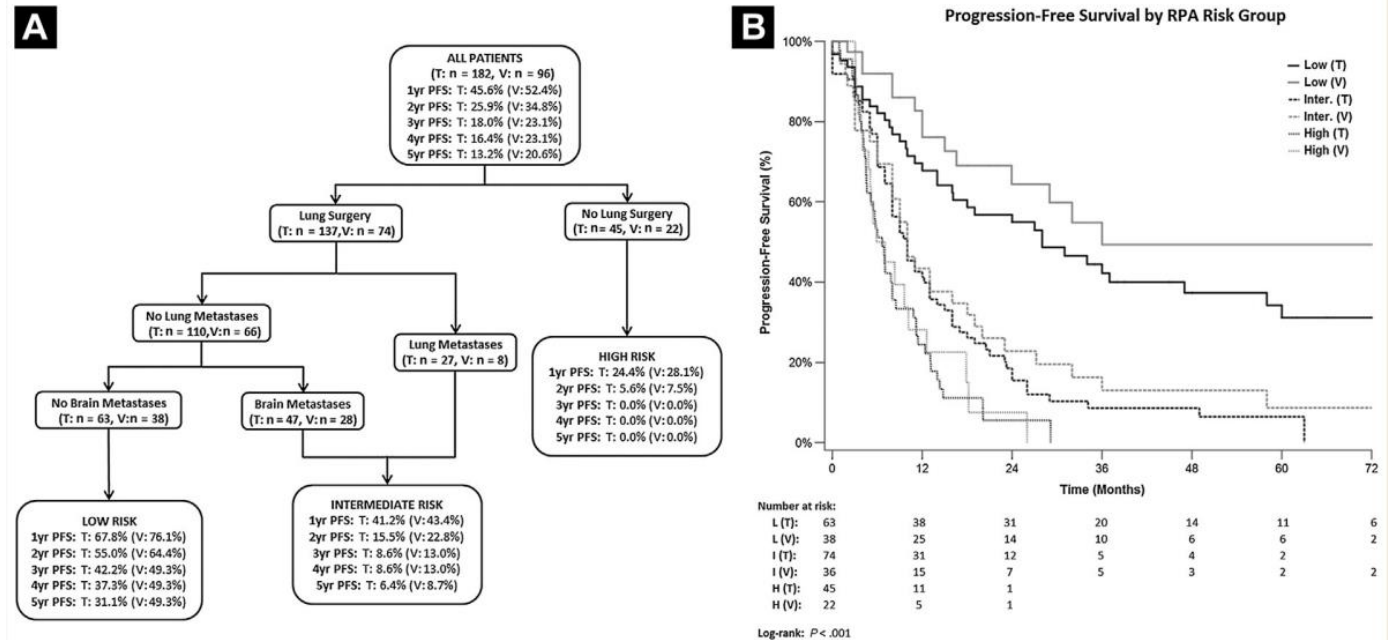 A
ALL PATIENTS
(T: n = 182, V: n = 96)
1yr PFS: T: 45.6% (V:52.4%)
2yr PFS: T: 25.9% (V:34.8%)
3yr PFS: T: 18.0% (V:23.1%)
4yr PFS: T: 16.4% (V:23.1%)
5yr PFS: T: 13.2% (V:20.6%)
Lung Surgery
(T: n = 137,V: n = 74)
No Lung Surgery
(T: n= 45, V: n = 22)
No Lung Metastases
(T: n = 110,V:n = 66)
Lung Metastases
(T: n = 27, V: n = 8)
HIGH RISK
1yr PFS: T: 24.4% (V:28.1%)
2yr PFS: T: 5.6% (V:7.5%)
3yr PFS: T: 0.0% (V:0.0%)
4yr PFS: T: 0.0% (V:0.0%)
5yr PFS: T: 0.0% (V:0.0%)
No Brain Metastases
(T: n = 63, V:n = 38)
Brain Metastases
(T: n = 47, V:n = 28)
LOW RISK
1yr PFS: T: 67.8% (V:76.1%)
2yr PFS: T: 55.0% (V:64.4%)
3yr PFS: T: 42.2% (V:49.3%)
4yr PFS: T: 37.3% (V:49.3%)
5yr PFS: T: 31.1% (V:49.3%)
INTERMEDIATE RISK
1yr PFS: T: 41.2% (V:43.4%)
2yr PFS: T: 15.5% (V:22.8%)
3yr PFS: T: 8.6% (V:13.0%)
4yr PFS: T: 8.6% (V:13.0%)
5yr PFS: T: 6.4% (V:8.7%)
B
Progression-Free Survival by RPA Risk Group
Progression-Free Survival (%)
100%
80%
60%
40%
20%
0%
Low (T)
Low (V)
Inter. (T)
Inter. (V)
High (T)
High (V)
0 12 24 36 48 60 72
Time (Months)
Number at risk:
L (T): 63 38 31 20 14 11 6
L (V): 38 25 14 10 6 6 2
I (T): 74 31 12 5 4 2
I (V): 36 15 7 5 3 2 2
H (T): 45 11 1
H (V): 22 5 1
Log-rank: P < .001